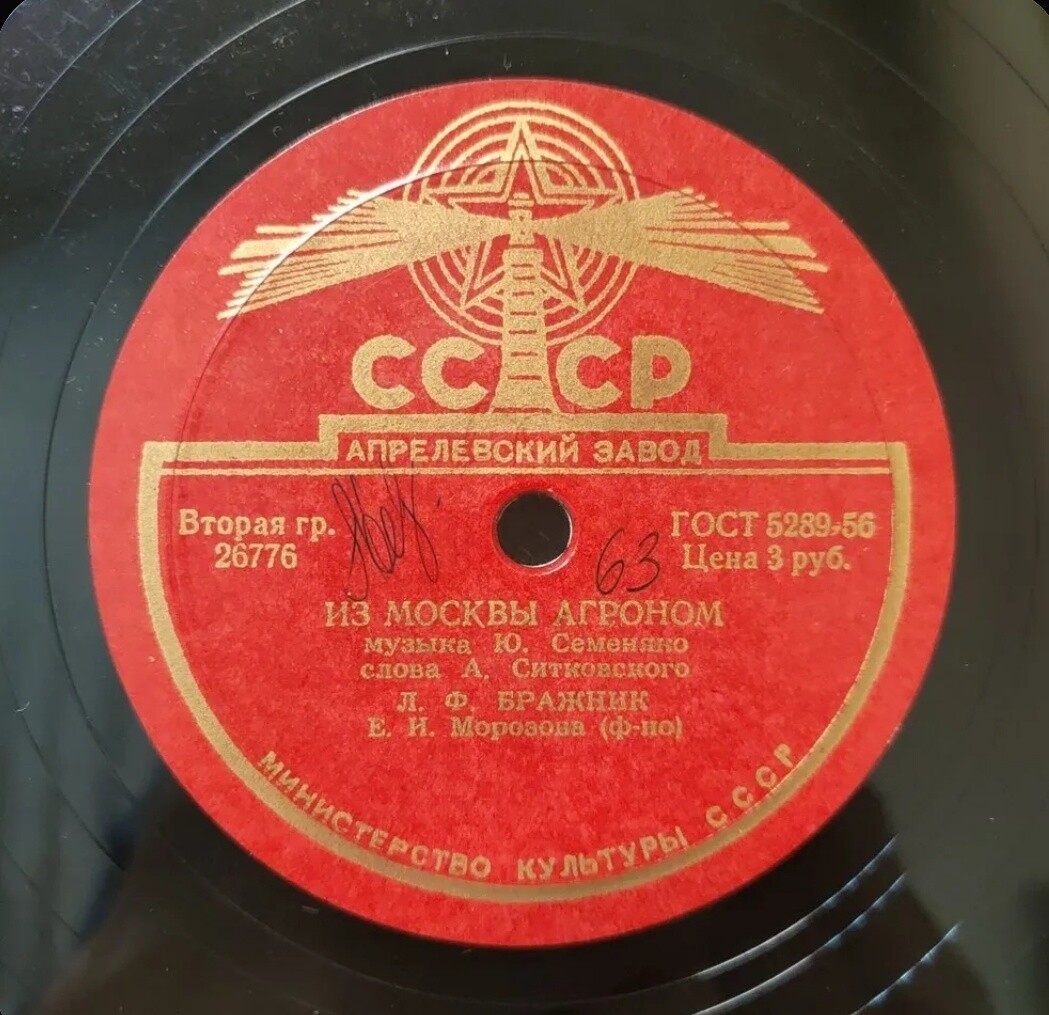 СССР
АПРЕЛЕВСКИЙ ЗАВОД
Вторая гр.
26776
ГОСТ 5289-56
Цена 3 руб.
63
ИЗ МОСКВЫ АГРОНОМ
музыка Ю. Семеняко
слова А. Ситковского
Л. Ф. БРАЖНИК
Е. И. Морозова (ф-но)
МИНИСТЕРСТВО КУЛЬТУРЫ СССР